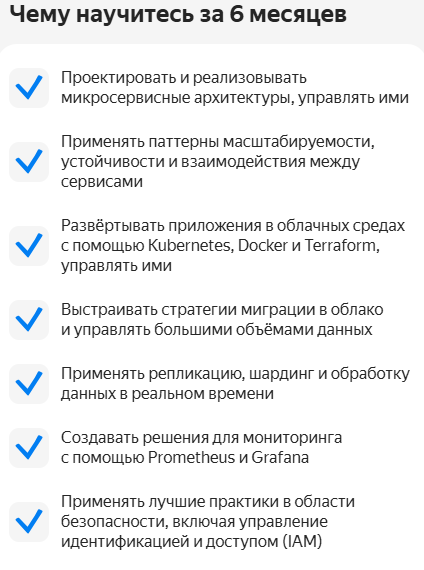 Чему научитесь за 6 месяцев
Проектировать и реализовывать
микросервисные архитектуры, управлять ими
Применять паттерны масштабируемости,
устойчивости и взаимодействия между
сервисами
Развёртывать приложения в облачных средах
с помощью Kubernetes, Docker и Terraform,
управлять ими
Выстраивать стратегии миграции в облако
и управлять большими объёмами данных
Применять репликацию, шардинг и обработку
данных в реальном времени
Создавать решения для мониторинга
с помощью Prometheus и Grafana
Применять лучшие практики в области
безопасности, включая управление
идентификацией и доступом (IAM)